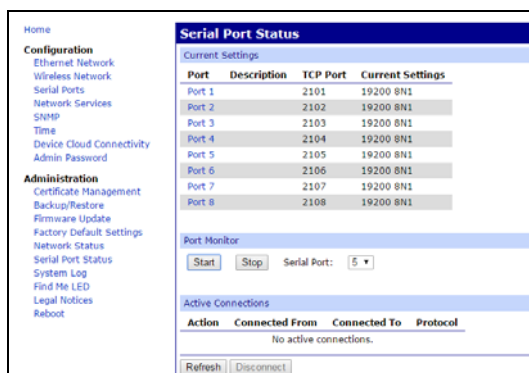 Home
Configuration
Ethernet Network
Wireless Network
Serial Ports
Network Services
SNMP
Time
Device Cloud Connectivity
Admin Password
Administration
Certificate Management
Backup/Restore
Firmware Update
Factory Default Settings
Network Status
Serial Port Status
System Log
Find Me LED
Legal Notices
Reboot
Serial Port Status
Current Settings
Port Description TCP Port Current Settings
Port 1 2101 19200 8N1
Port 2 2102 19200 8N1
Port 3 2103 19200 8N1
Port 4 2104 19200 8N1
Port 5 2105 19200 8N1
Port 6 2106 19200 8N1
Port 7 2107 19200 8N1
Port 8 2108 19200 8N1
Port Monitor
Start Stop Serial Port: 5
Active Connections
Action Connected From Connected To Protocol
No active connections.
Refresh Disconnect